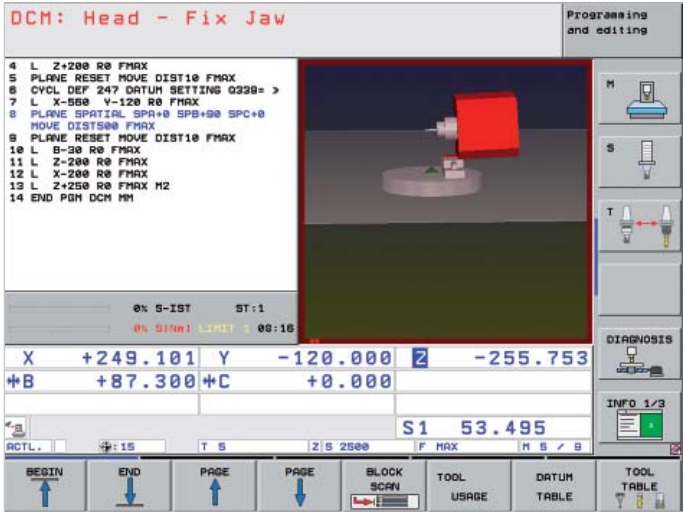 DCM: Head - Fix Jaw
Programming
and editing
4 L Z+200 R0 FMAX
5 PLANE RESET MOVE DIST10 FMAX
6 CYCL DEF 247 DATUM SETTING Q339= >
7 L X-560 Y-120 R0 FMAX
8 PLANE SPATIAL SPA+0 SPB+90 SPC+0
MOVE DIST500 FMAX
9 PLANE RESET MOVE DIST10 FMAX
10 L B-30 R0 FMAX
11 L Z-200 R0 FMAX
12 L X-200 R0 FMAX
13 L Z+250 R0 FMAX M2
14 END PGM DCM MM
M
S
T
0% S-IST ST:1
0% S[Nm] LIMIT 1 08:16
DIAGNOSIS
X +249.101 Y -120.000 Z -255.753
B +87.300 C +0.000
INFO 1/3
S1 53.495
ACTL. : 15 T 5 Z S 2500 F MAX M 5 / 9
BEGIN
END
PAGE
PAGE
BLOCK
SCAN
TOOL
USAGE
DATUM
TABLE
TOOL
TABLE